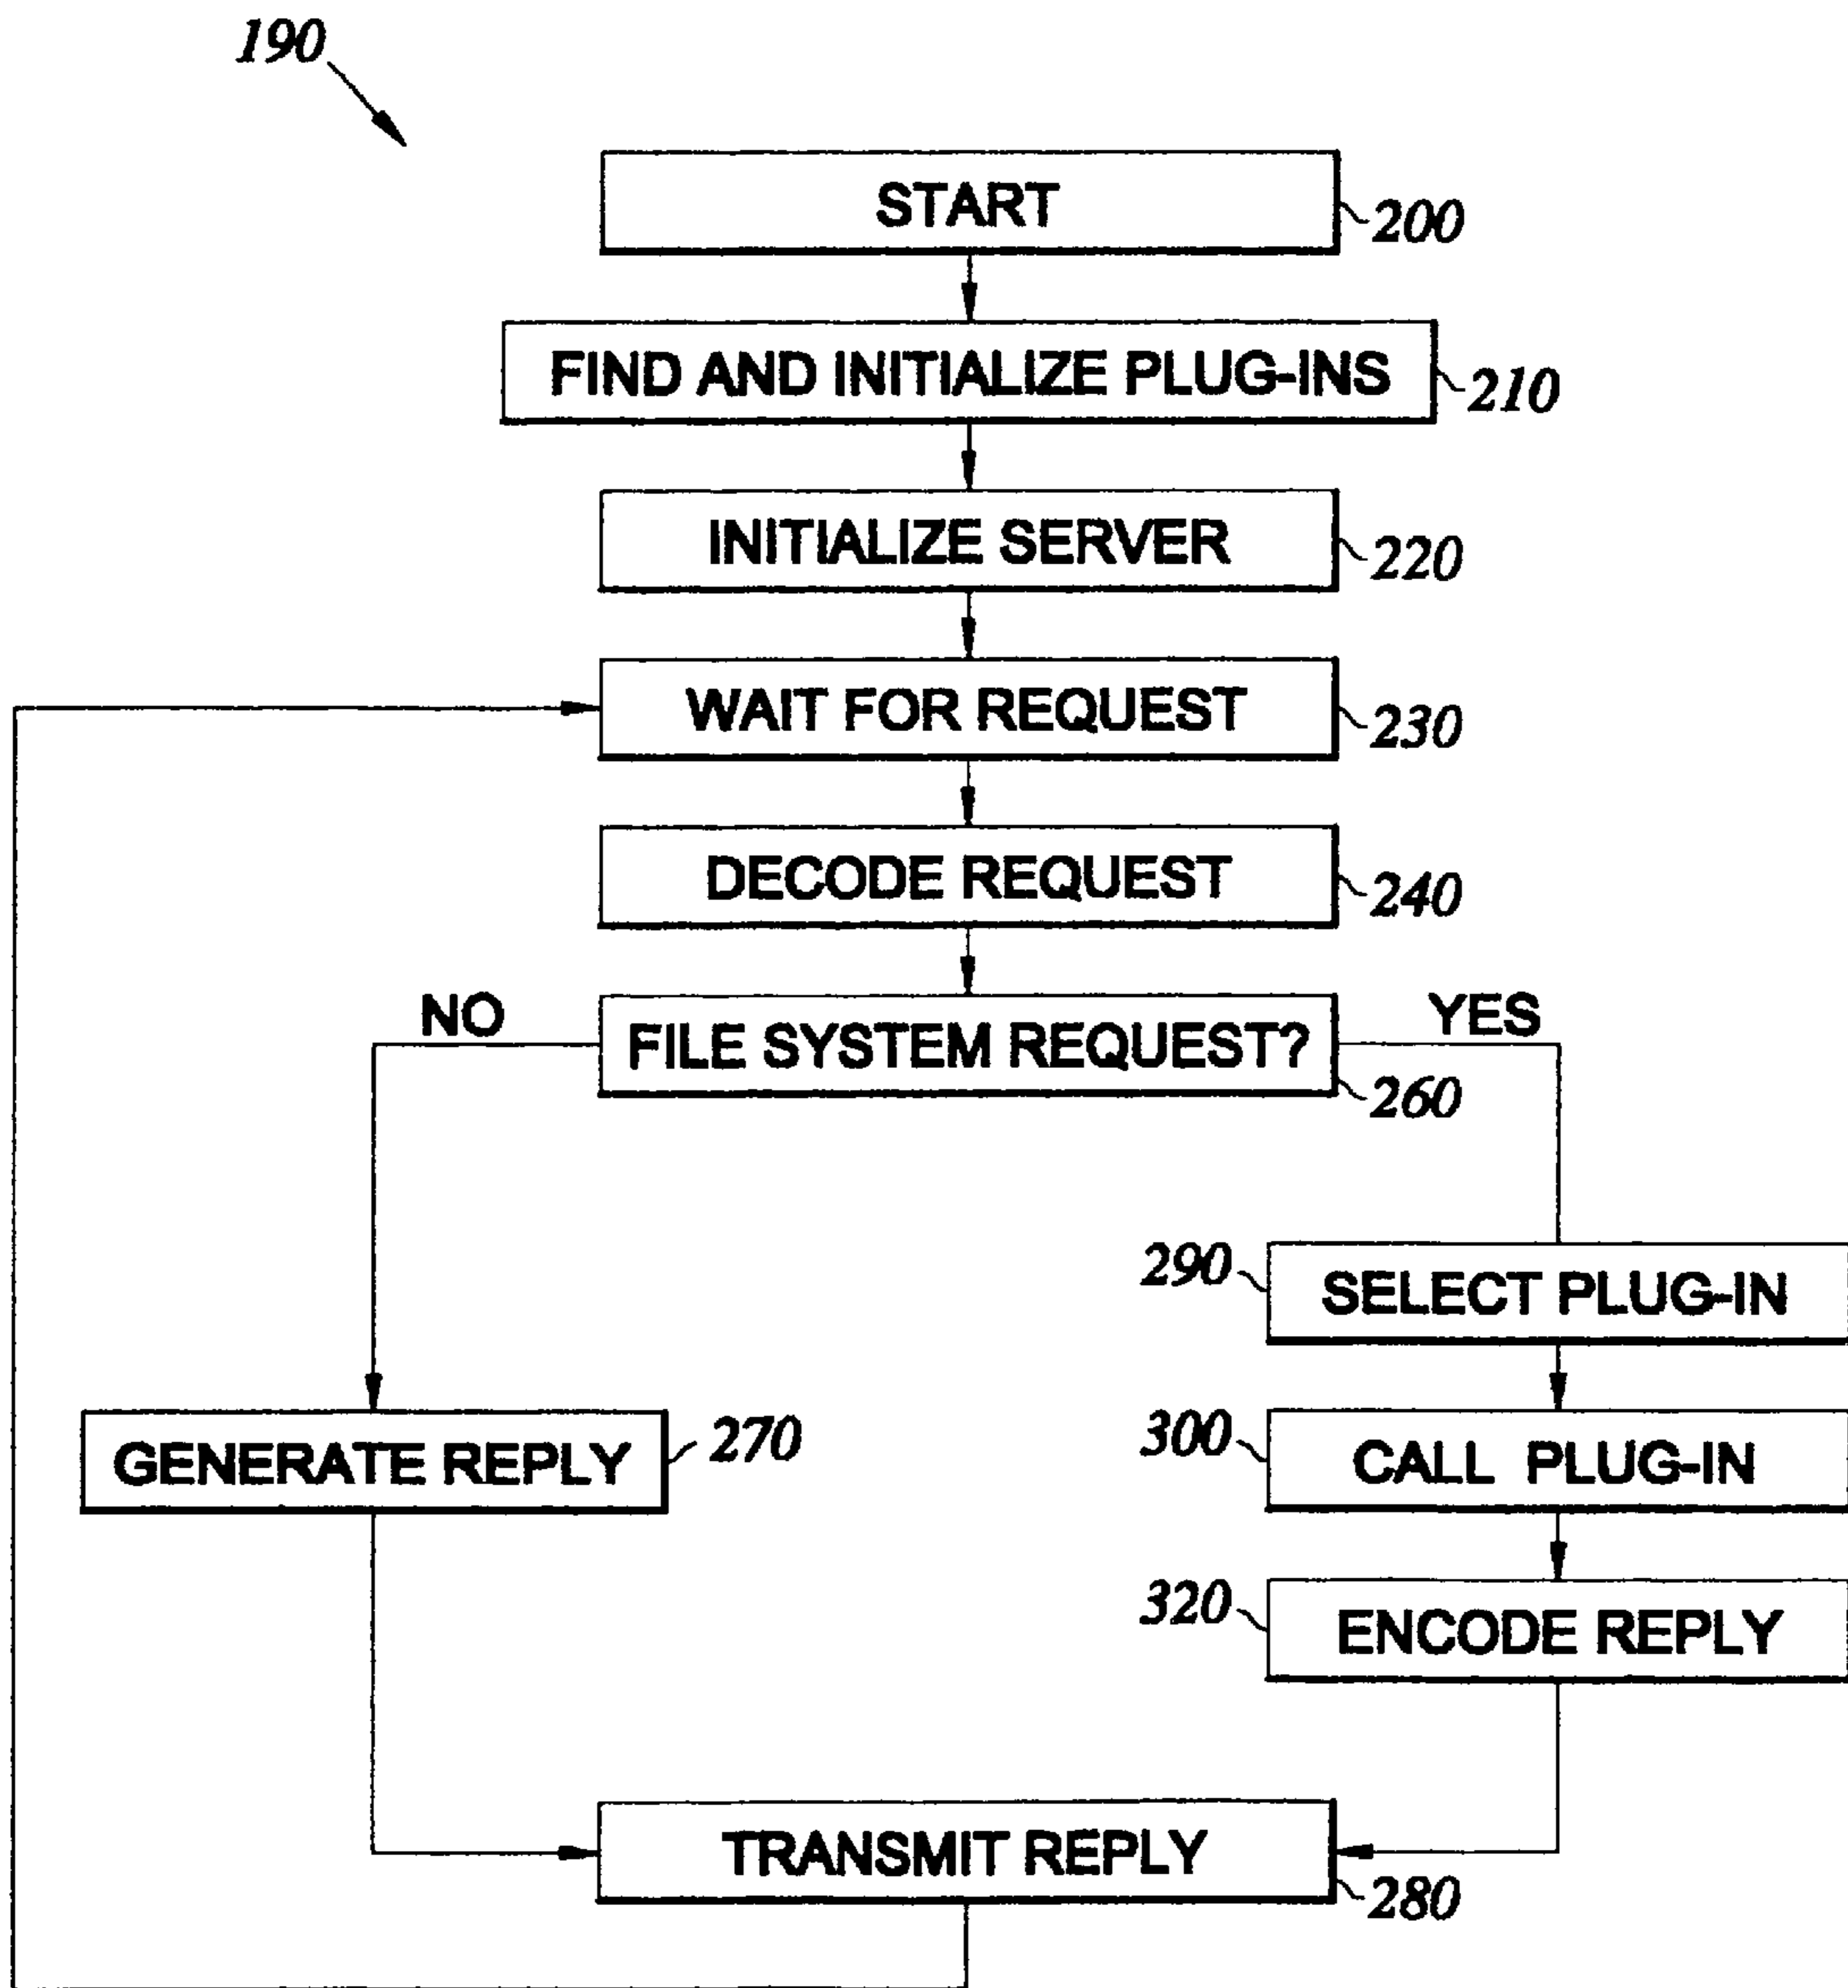 190
START
200
FIND AND INITIALIZE PLUG-INS
210
INITIALIZE SERVER
220
WAIT FOR REQUEST
230
DECODE REQUEST
240
NO
YES
FILE SYSTEM REQUEST?
260
290
SELECT PLUG-IN
GENERATE REPLY
270
300
CALL PLUG-IN
320
ENCODE REPLY
TRANSMIT REPLY
280